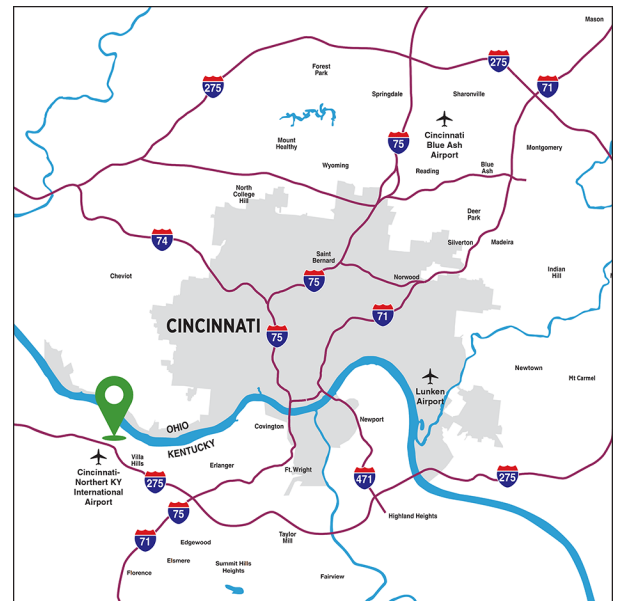 Mason
275
Forest
Park
71
275
Springdale
Sharonville
Cincinnati
Blue Ash
Airport
75
Mount
Healthy
Montgomery
Wyoming
Reading
Blue
Ash
North
College
Hill
Deer
Park
74
Silverton
Madeira
Saint
Bernard
Cheviot
75
Norwood
Indian
Hill
71
CINCINNATI
75
Newtown
Mt Carmel
Lunken
Airport
OHIO
KENTUCKY
Covington
Newport
Villa
Hills
Erlanger
Ft. Wright
Cincinnati-
Northert KY
International
Airport
275
471
275
75
Highland Heights
71
Edgewood
Taylor
Mill
Elsmere
Summit Hills
Heights
Florence
Fairview